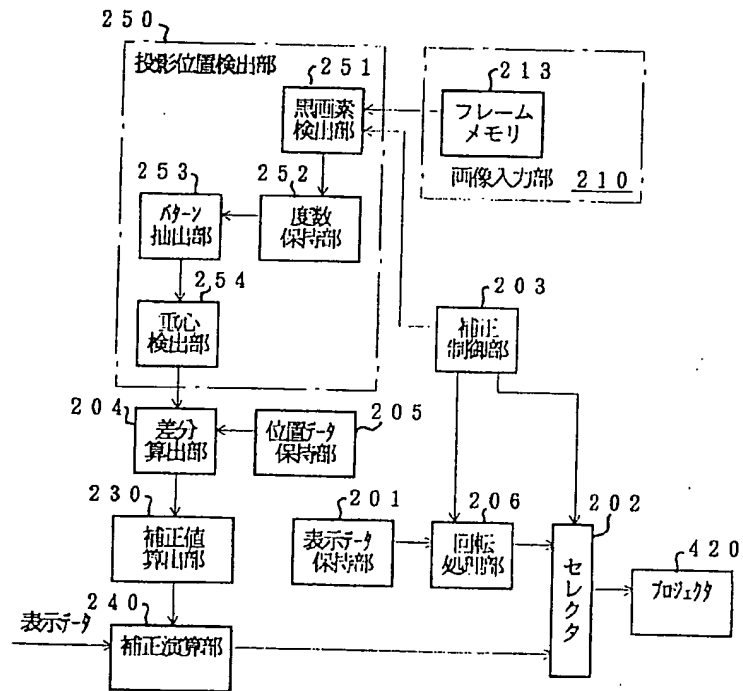 250
投影位置検出部
251
黒画素
検出部
213
フレーム
メモリ
画像入力部 210
253
パターン
抽出部
252
度数
保持部
254
重心
検出部
203
補正
制御部
204
差分
算出部
205
位置データ
保持部
230
補正値
算出部
201
表示データ
保持部
206
回転
処理部
202
セレクタ
420
プロジェクタ
240
表示データ
補正演算部